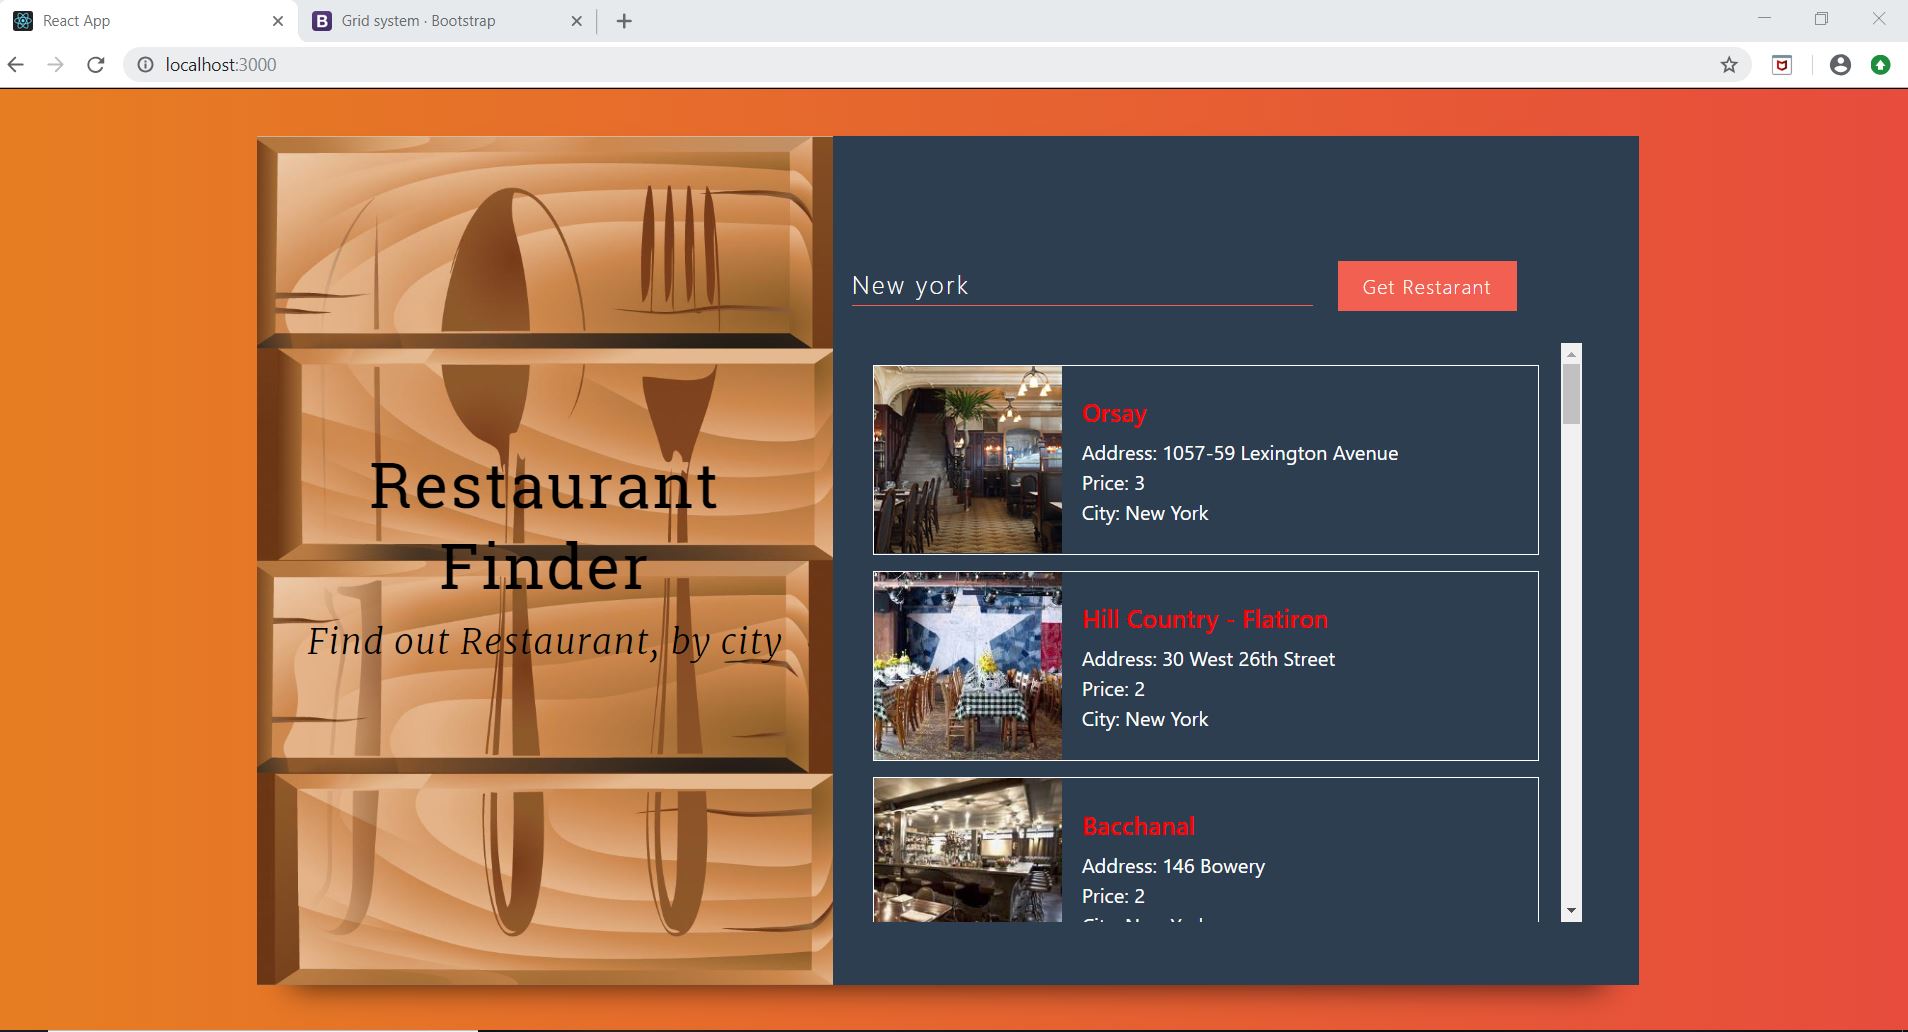 React App
Grid system · Bootstrap
localhost:3000
Restaurant
Finder
Find out Restaurant, by city
New york
Get Restarant
Orsay
Address: 1057-59 Lexington Avenue
Price: 3
City: New York
Hill Country - Flatiron
Address: 30 West 26th Street
Price: 2
City: New York
Bacchanal
Address: 146 Bowery
Price: 2